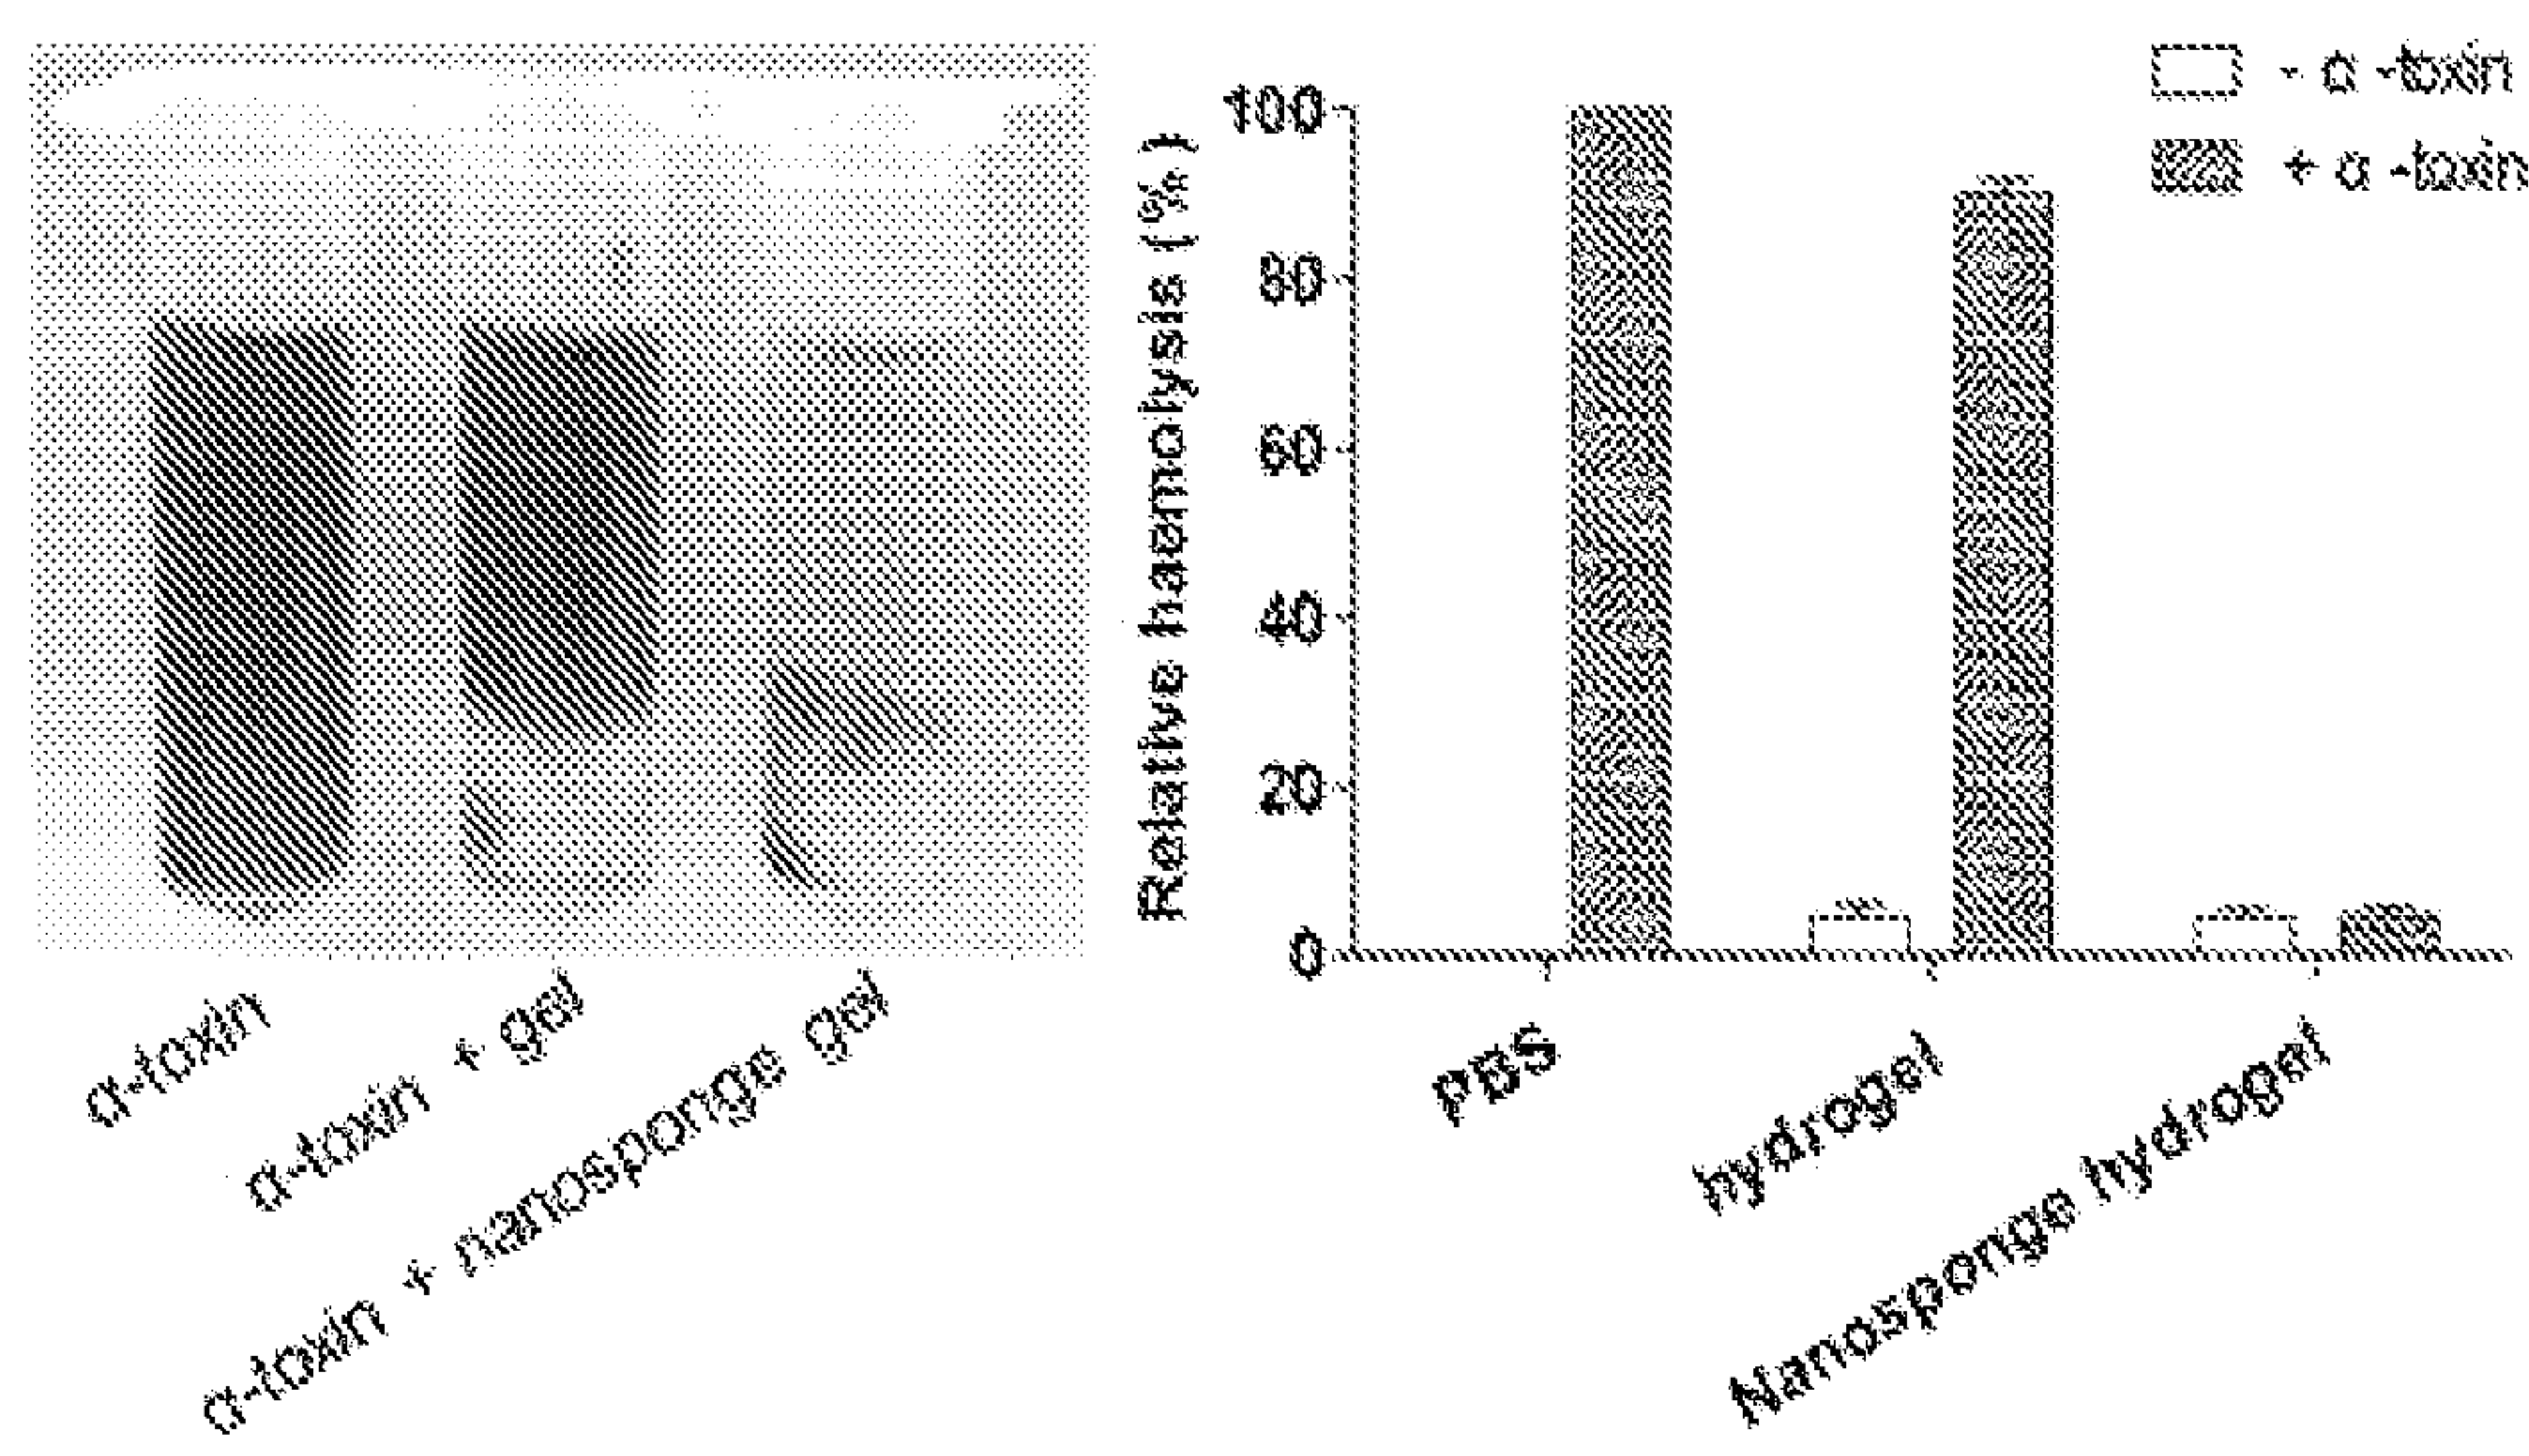 α-toxin
α-toxin + gel
α-toxin + nanosponge gel
Relative haemolysis (%)
100
80
60
40
20
0
PBS
hydrogel
Nanosponge hydrogel
- α -toxin
+ α -toxin